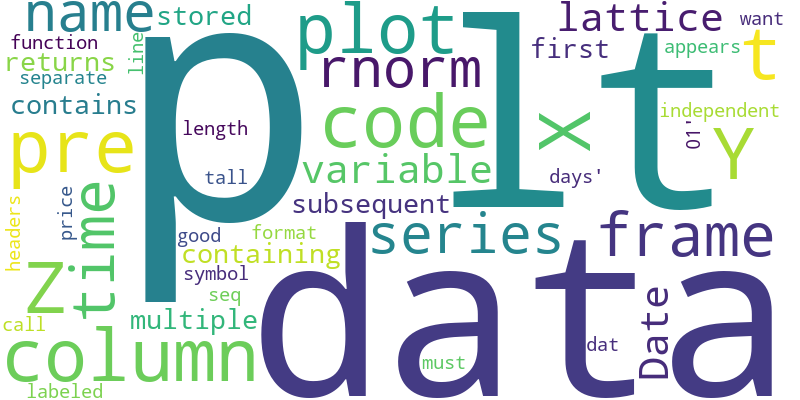 name
stored
function
line
returns
separate
contains
plt
plot
lattice
want
first
appears
t
rnorm
pre
length
code
x
independent
01'
Y
variable
tall
days'
headers
price
time
subsequent
good
format
series
frame
containing
Z
symbol
seq
data
Date
call
multiple
column
must
dat
labeled